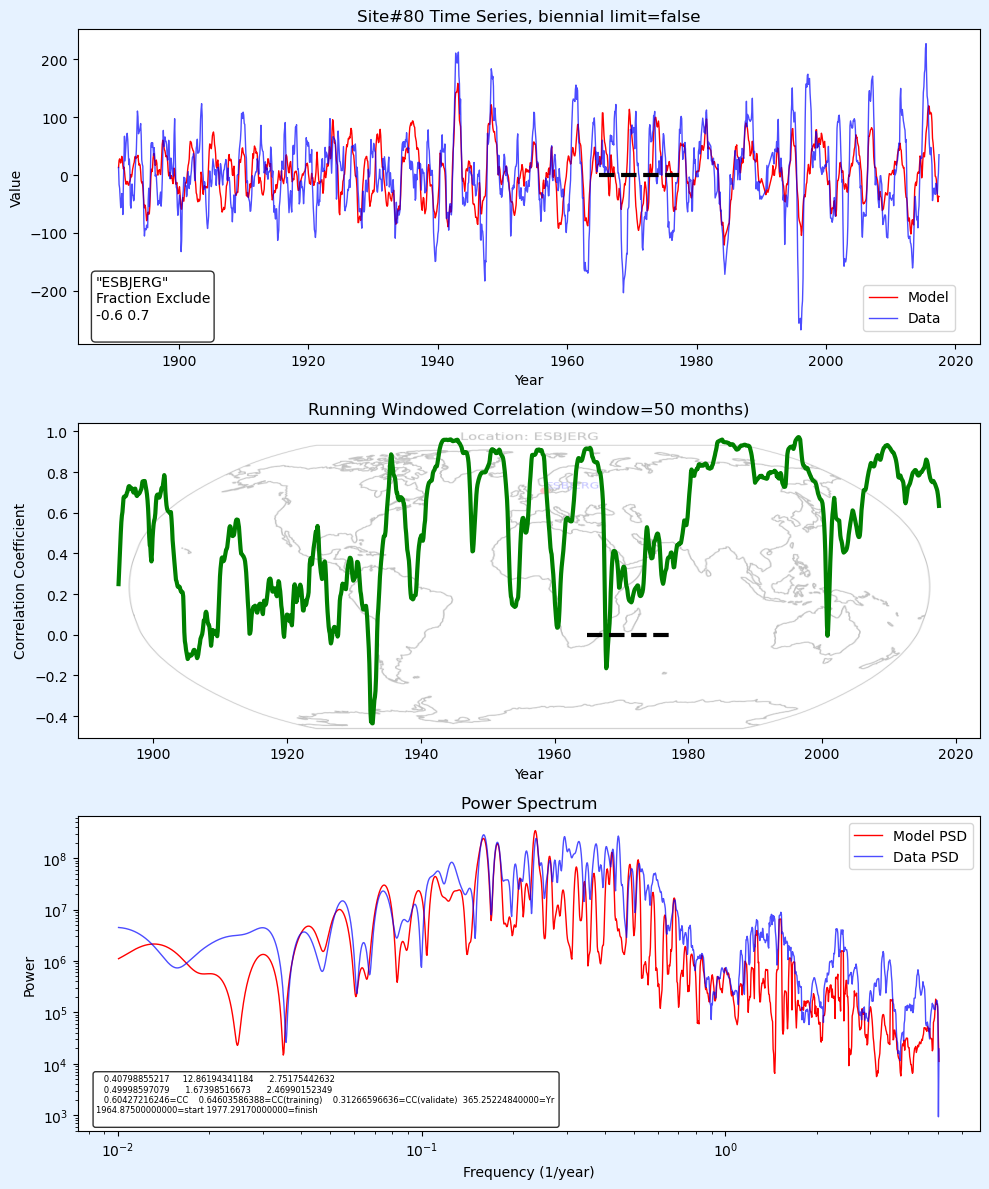 Site#80 Time Series, biennial limit=false
Value
200
100
0
−100
−200
"ESBJERG"
Fraction Exclude
-0.6 0.7
Model
Data
1900
1920
1940
1960
1980
2000
2020
Year
Running Windowed Correlation (window=50 months)
Correlation Coefficient
1.0
0.8
0.6
0.4
0.2
0.0
−0.2
−0.4
Location: ESBJERG
ESBJERG
1900
1920
1940
1960
1980
2000
2020
Year
Power Spectrum
Power
10^8
10^7
10^6
10^5
10^4
10^3
Model PSD
Data PSD
0.40798855217 12.86194341184 2.75175442632
0.49998597079 1.67398516673 2.46990152349
0.60427216246=CC 0.64603586388=CC(training) 0.31266596636=CC(validate) 365.25224840000=Yr
1964.87500000000=start 1977.29170000000=finish
10^−2
10^−1
10^0
Frequency (1/year)